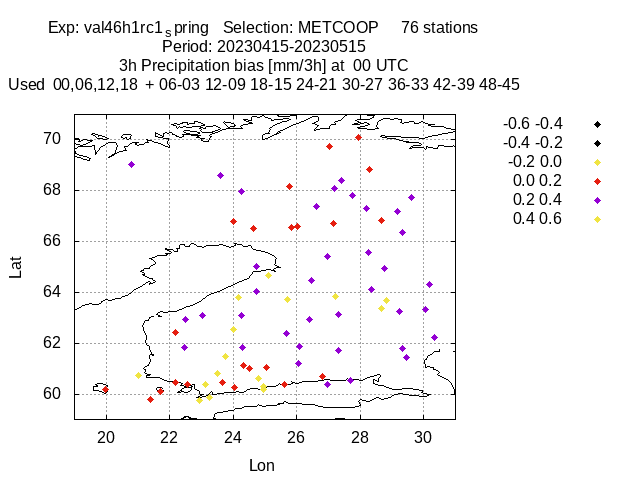 Exp: val46h1rc1spring Selection: METCOOP 76 stations
Period: 20230415-20230515
3h Precipitation bias [mm/3h] at 00 UTC
Used 00,06,12,18 + 06-03 12-09 18-15 24-21 30-27 36-33 42-39 48-45
-0.6 -0.4
-0.4 -0.2
-0.2 0.0
0.0 0.2
0.2 0.4
0.4 0.6
70
68
66
64
62
60
Lat
20 22 24 26 28 30
Lon